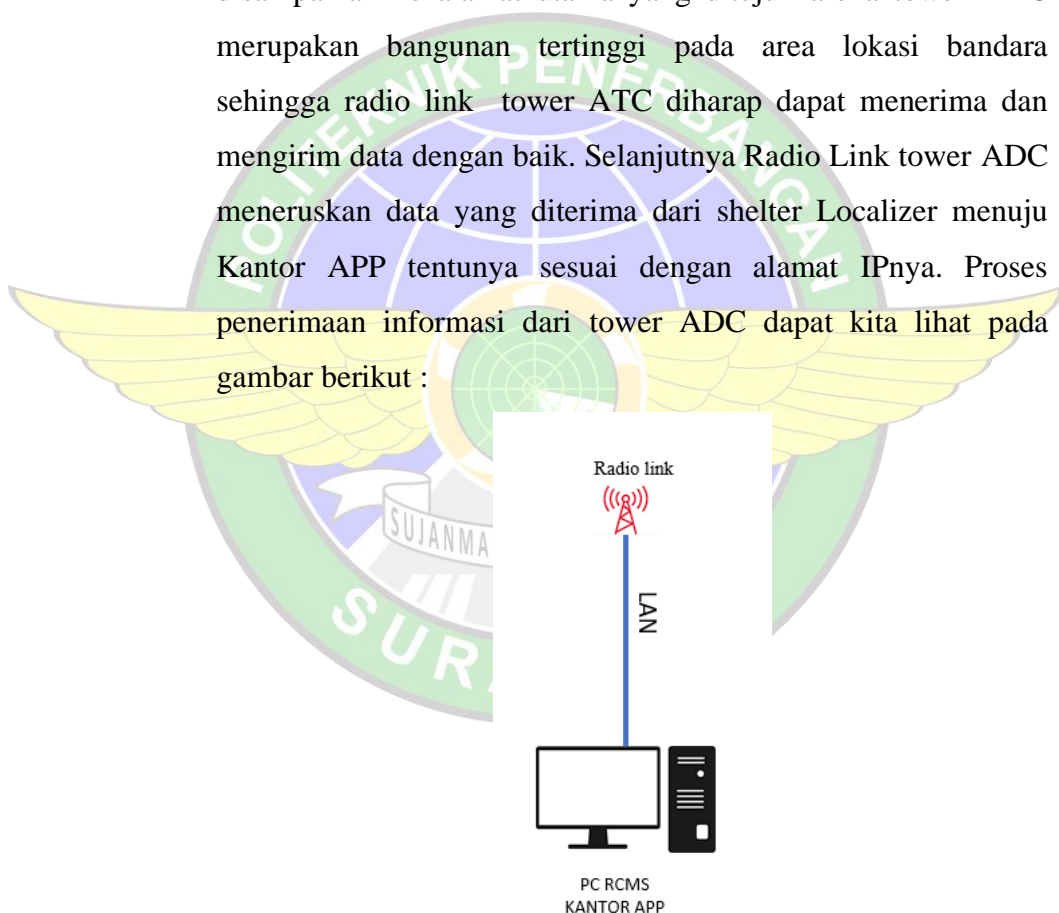 merupakan bangunan tertinggi pada area lokasi bandara
sehingga radio link tower ATC diharap dapat menerima dan
mengirim data dengan baik. Selanjutnya Radio Link tower ADC
meneruskan data yang diterima dari shelter Localizer menuju
Kantor APP tentunya sesuai dengan alamat IPnya. Proses
penerimaan informasi dari tower ADC dapat kita lihat pada
gambar berikut :
POLITEKNIK PENERBANGAN
SUJANMA
SUR
Radio link
LAN
PC RCMS
KANTOR APP